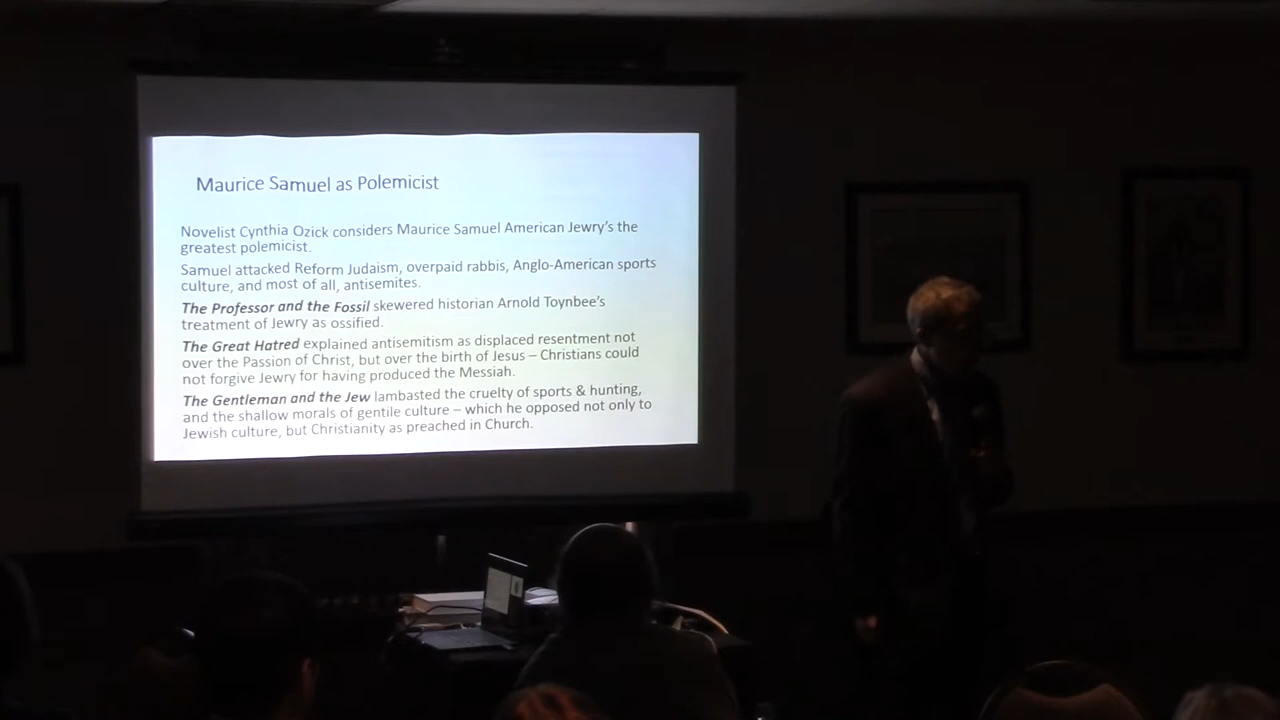 Maurice Samuel as Polemicist
Novelist Cynthia Ozick considers Maurice Samuel American Jewry’s the
greatest polemicist.
Samuel attacked Reform Judaism, overpaid rabbis, Anglo-American sports
culture, and most of all, antisemites.
The Professor and the Fossil skewered historian Arnold Toynbee’s
treatment of Jewry as ossified.
The Great Hatred explained antisemitism as displaced resentment not
over the Passion of Christ, but over the birth of Jesus – Christians could
not forgive Jewry for having produced the Messiah.
The Gentleman and the Jew lambasted the cruelty of sports & hunting,
and the shallow morals of gentile culture – which he opposed not only to
Jewish culture, but Christianity as preached in Church.